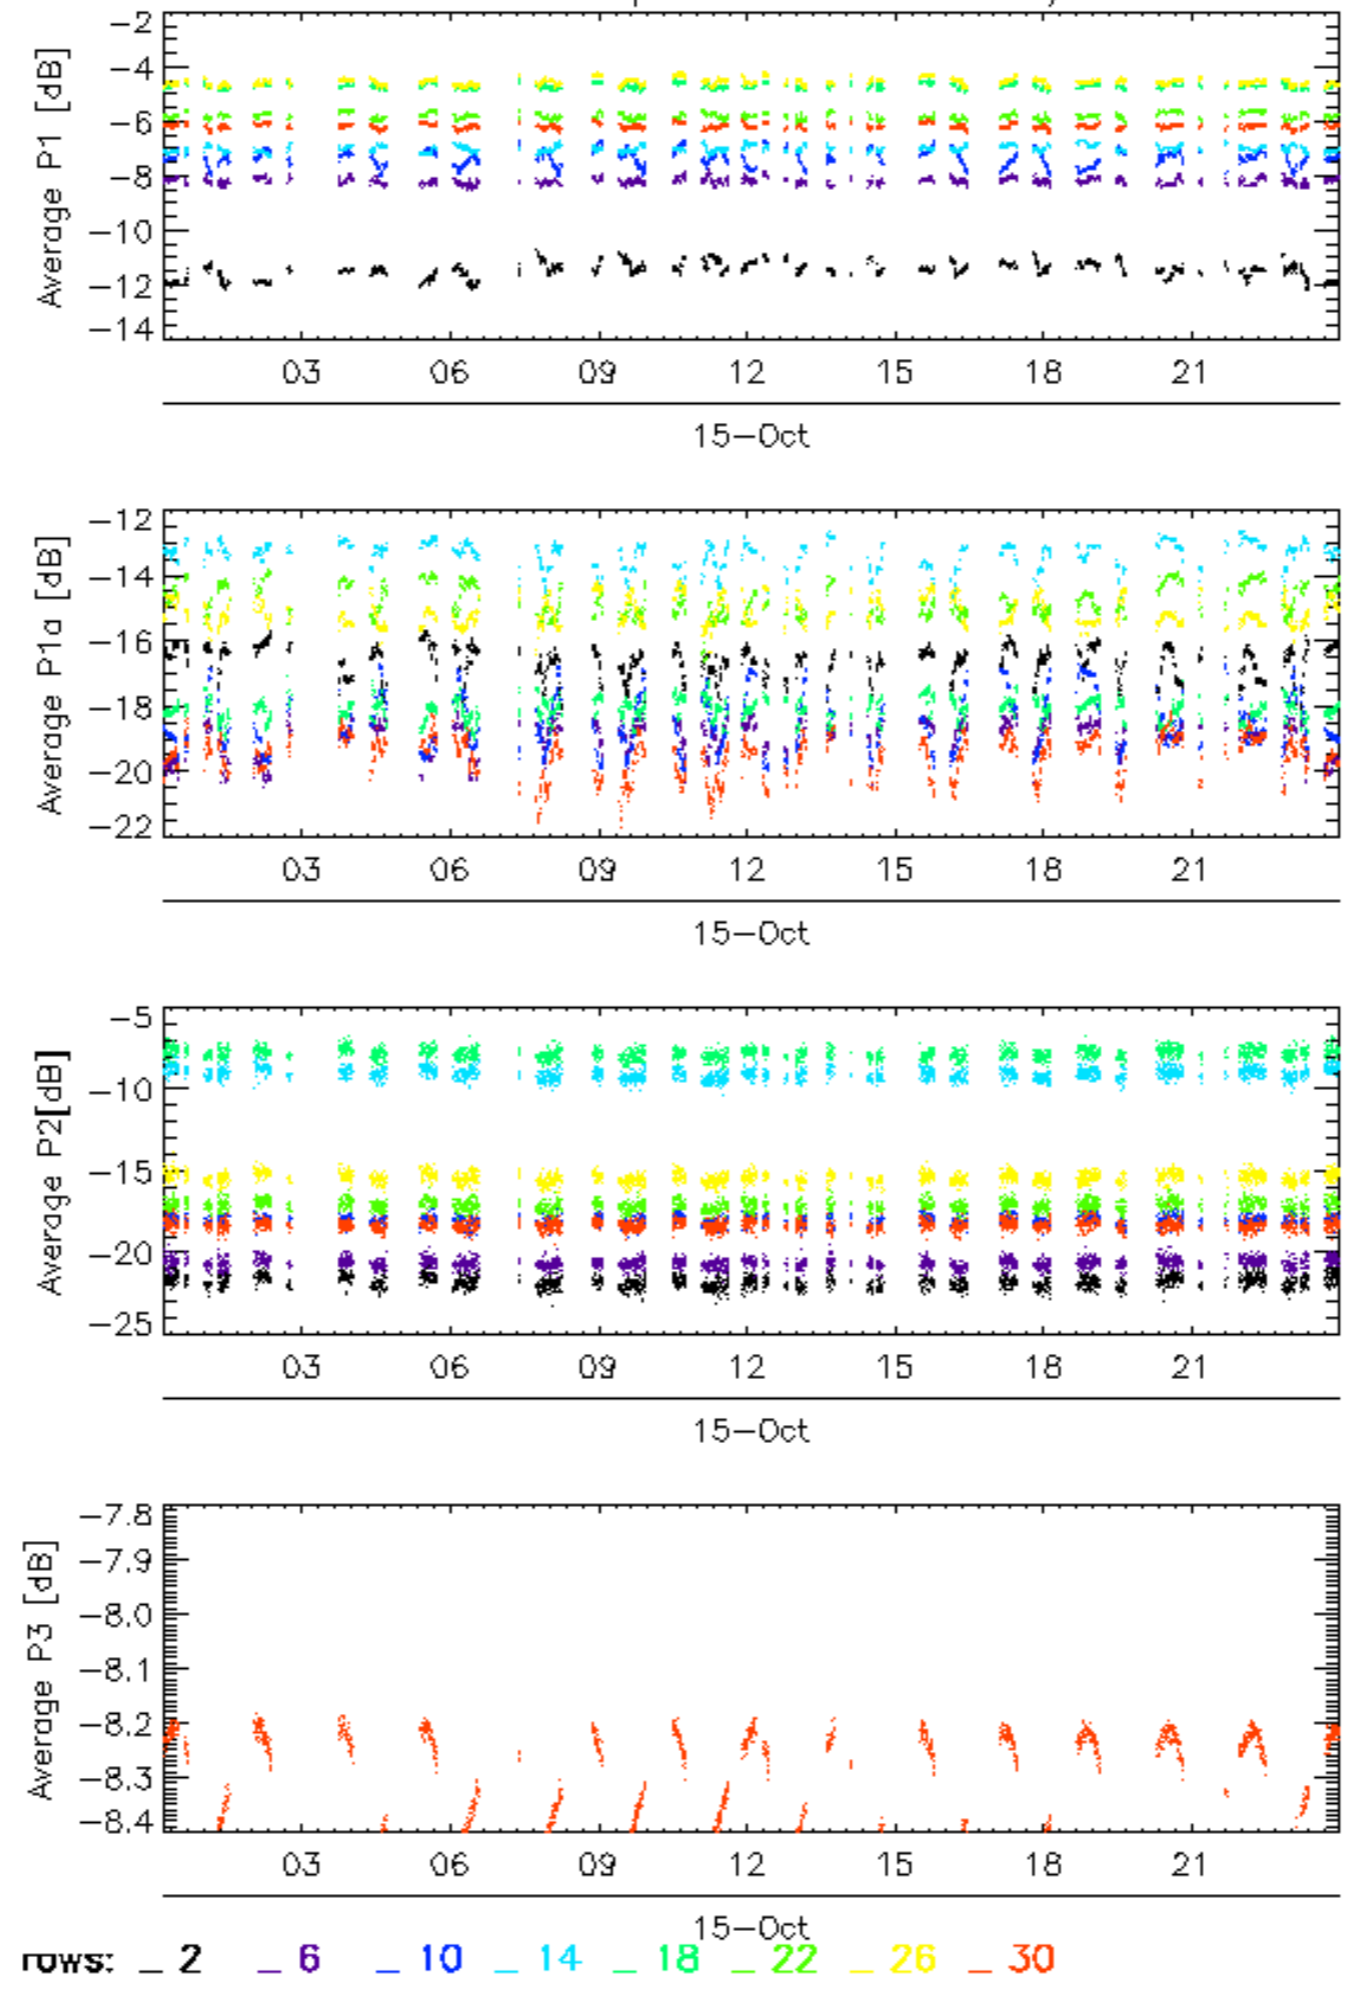 Average P1 [dB]
−2
−4
−6
−8
−10
−12
−14
03 06 09 12 15 18 21
15−Oct
Average P1a [dB]
−12
−14
−16
−18
−20
−22
03 06 09 12 15 18 21
15−Oct
Average P2[dB]
−5
−10
−15
−20
−25
03 06 09 12 15 18 21
15−Oct
Average P3 [dB]
−7.8
−7.9
−8.0
−8.1
−8.2
−8.3
−8.4
03 06 09 12 15 18 21
15−Oct
rows: _ 2 _ 6 _ 10 _ 14 _ 18 _ 22 _ 26 _ 30